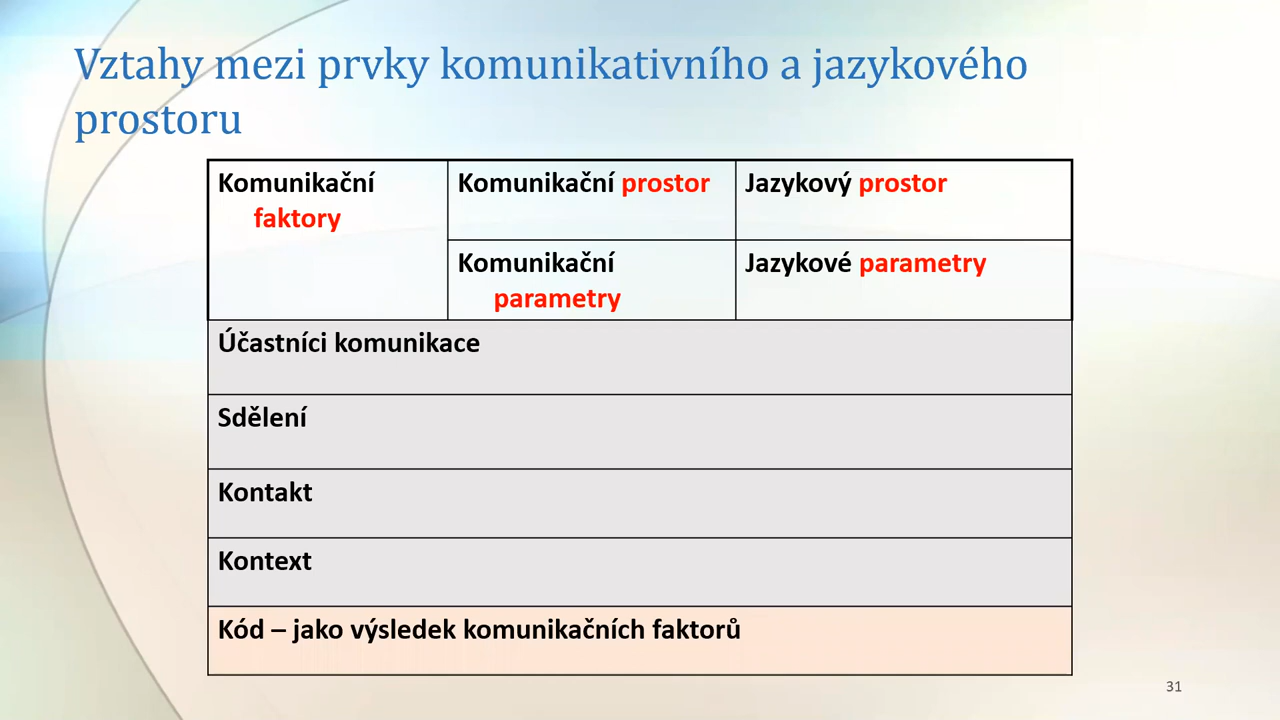 Vztahy mezi prvky komunikativního a jazykového
prostoru
Komunikační
faktory
Komunikační prostor
Jazykový prostor
Komunikační
parametry
Jazykové parametry
Účastníci komunikace
Sdělení
Kontakt
Kontext
Kód – jako výsledek komunikačních faktorů
31